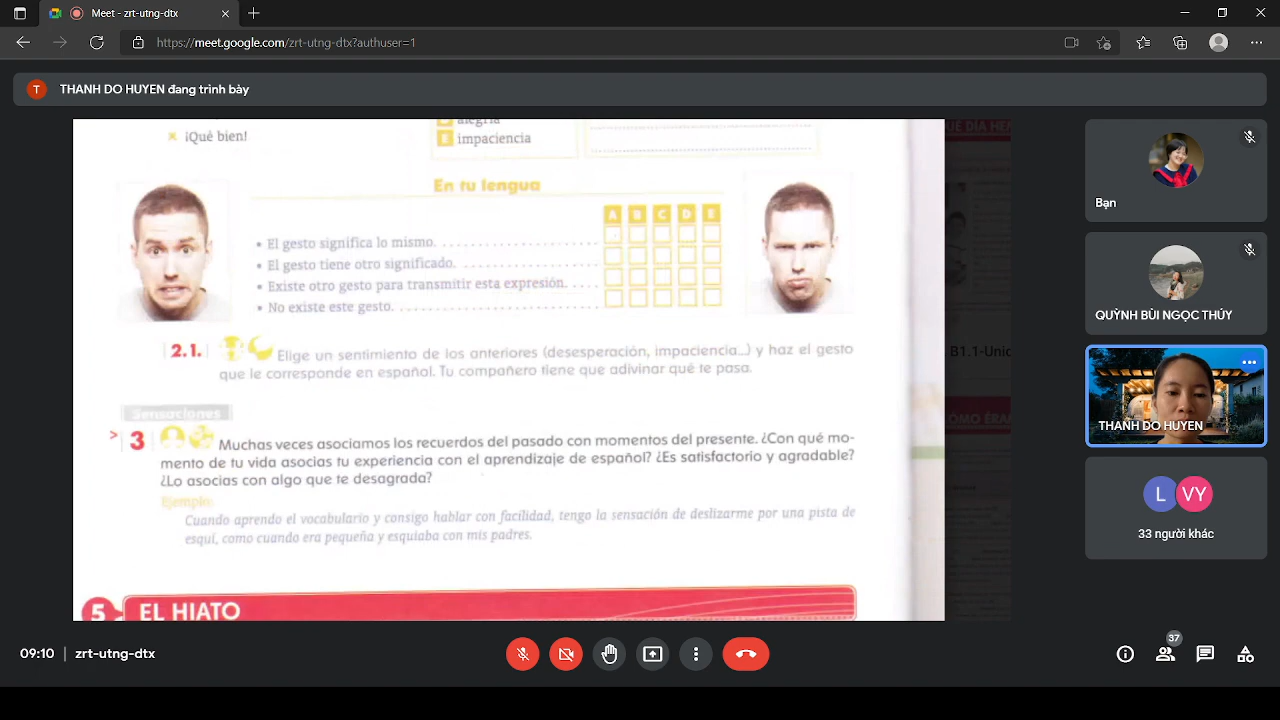 Meet - zrt-utng-dtx
https://meet.google.com/zrt-utng-dtx?authuser=1
T THANH DO HUYEN đang trình bày
¡Qué bien!
alegría
E impaciencia
En tu lengua
A B C D E
• El gesto significa lo mismo.
• El gesto tiene otro significado.
• Existe otro gesto para transmitir esta expresión.
• No existe este gesto.
2.1. Elige un sentimiento de los anteriores (desesperación, impaciencia...) y haz el gesto
que le corresponde en español. Tu compañero tiene que adivinar qué te pasa.
Sensaciones
> 3 Muchas veces asociamos los recuerdos del pasado con momentos del presente. ¿Con qué mo-
mento de tu vida asocias tu experiencia con el aprendizaje de español? ¿Es satisfactorio y agradable?
¿Lo asocias con algo que te desagrada?
Ejemplo:
Cuando aprendo el vocabulario y consigo hablar con facilidad, tengo la sensación de deslizarme por una pista de
esquí, como cuando era pequeña y esquiaba con mis padres.
5 EL HIATO
B1.1-Unid
Bạn
QUỲNH BÙI NGỌC THÚY
THANH DO HUYEN
L VY
33 người khác
09:10 | zrt-utng-dtx
37